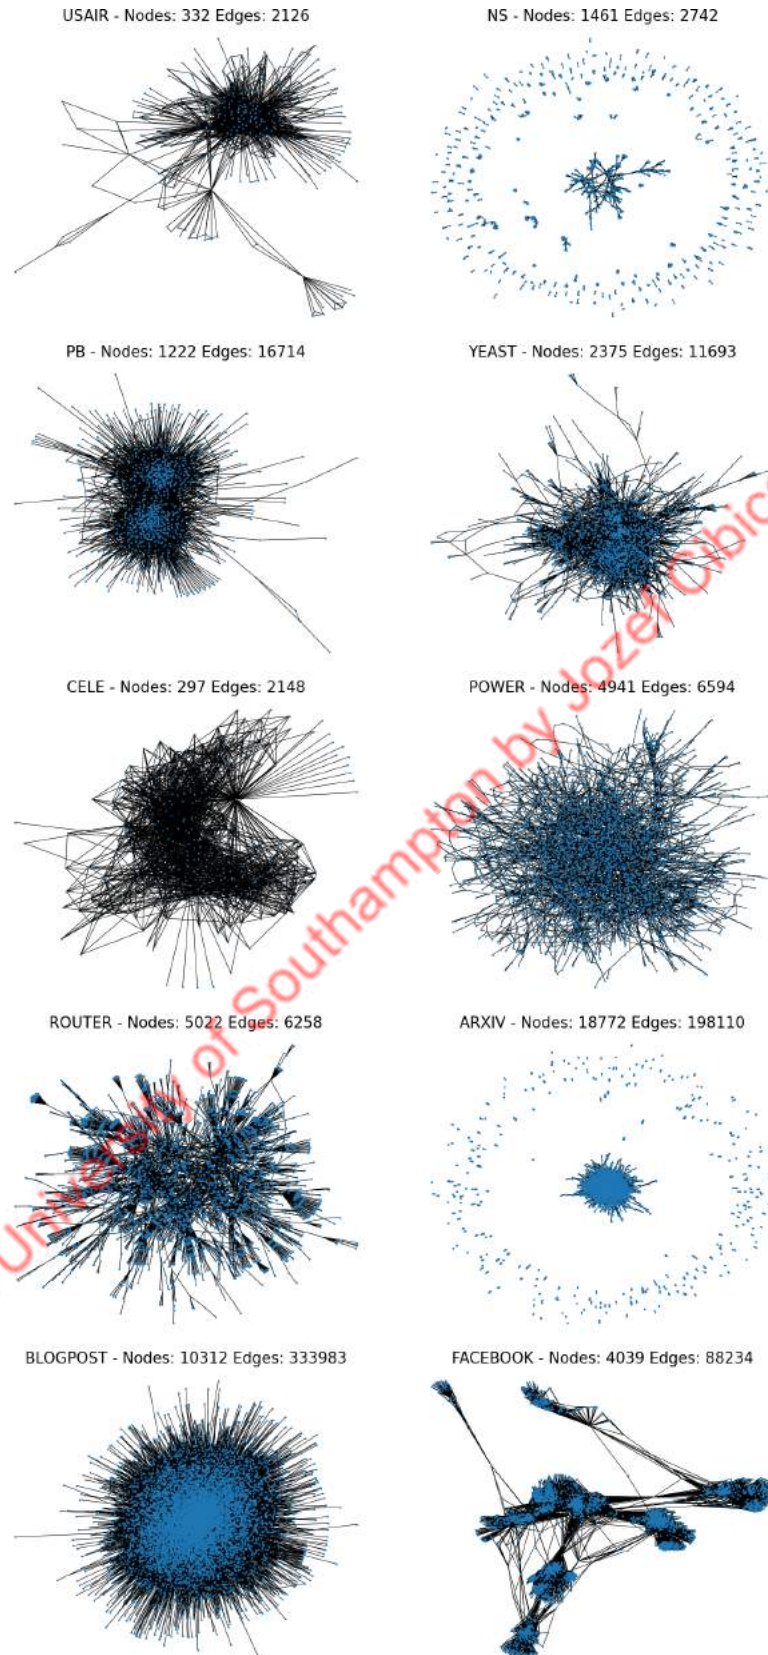 USAIR - Nodes: 332 Edges: 2126
NS - Nodes: 1461 Edges: 2742
PB - Nodes: 1222 Edges: 16714
YEAST - Nodes: 2375 Edges: 11693
CELE - Nodes: 297 Edges: 2148
POWER - Nodes: 4941 Edges: 6594
ROUTER - Nodes: 5022 Edges: 6258
ARXIV - Nodes: 18772 Edges: 198110
BLOGPOST - Nodes: 10312 Edges: 333983
FACEBOOK - Nodes: 4039 Edges: 88234
University of Southampton by Jozef Cibic